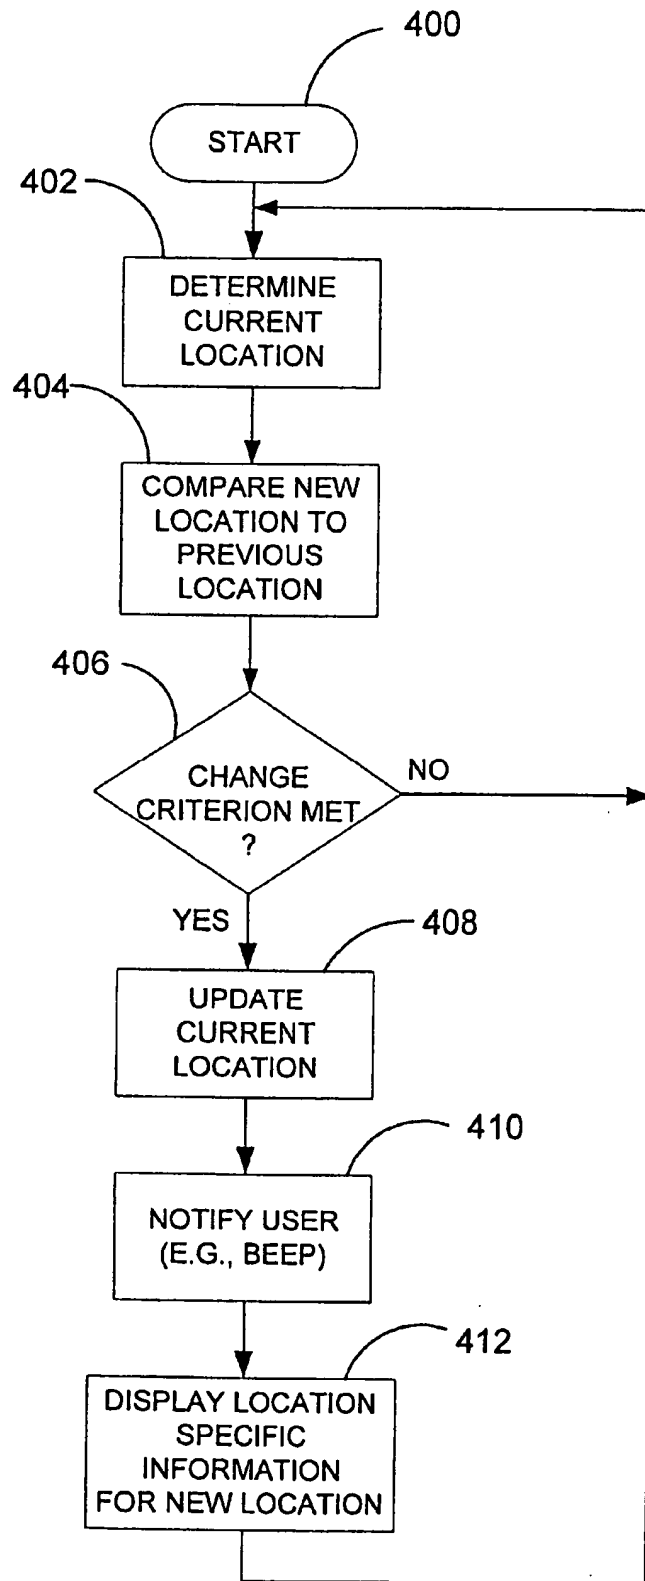 400
START
402
DETERMINE
CURRENT
LOCATION
404
COMPARE NEW
LOCATION TO
PREVIOUS
LOCATION
406
CHANGE
CRITERION MET
?
NO
YES
408
UPDATE
CURRENT
LOCATION
410
NOTIFY USER
(E.G., BEEP)
412
DISPLAY LOCATION
SPECIFIC
INFORMATION
FOR NEW LOCATION